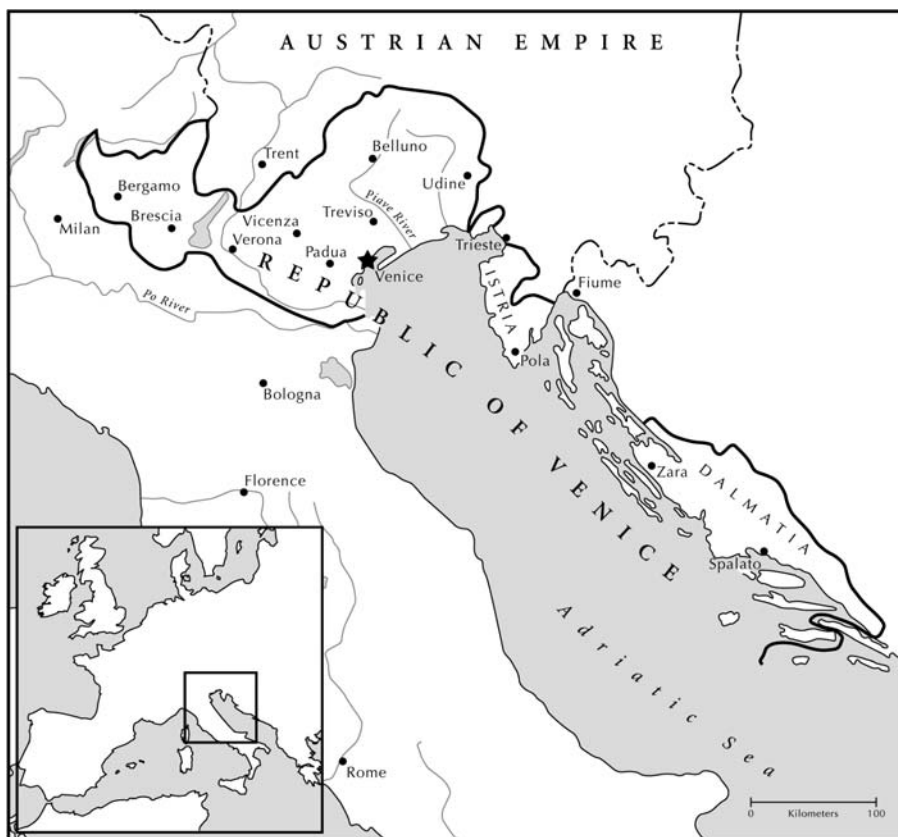 AUSTRIAN EMPIRE
Trent
Belluno
Bergamo
Udine
Piave River
Milan
Brescia
Vicenza
Treviso
Verona
Padua
Trieste
Venice
Fiume
ISTRIA
Po River
REPUBLIC OF VENICE
Pola
Bologna
Zara
DALMATIA
Florence
Spalato
Adriatic Sea
Rome
0 Kilometers 100